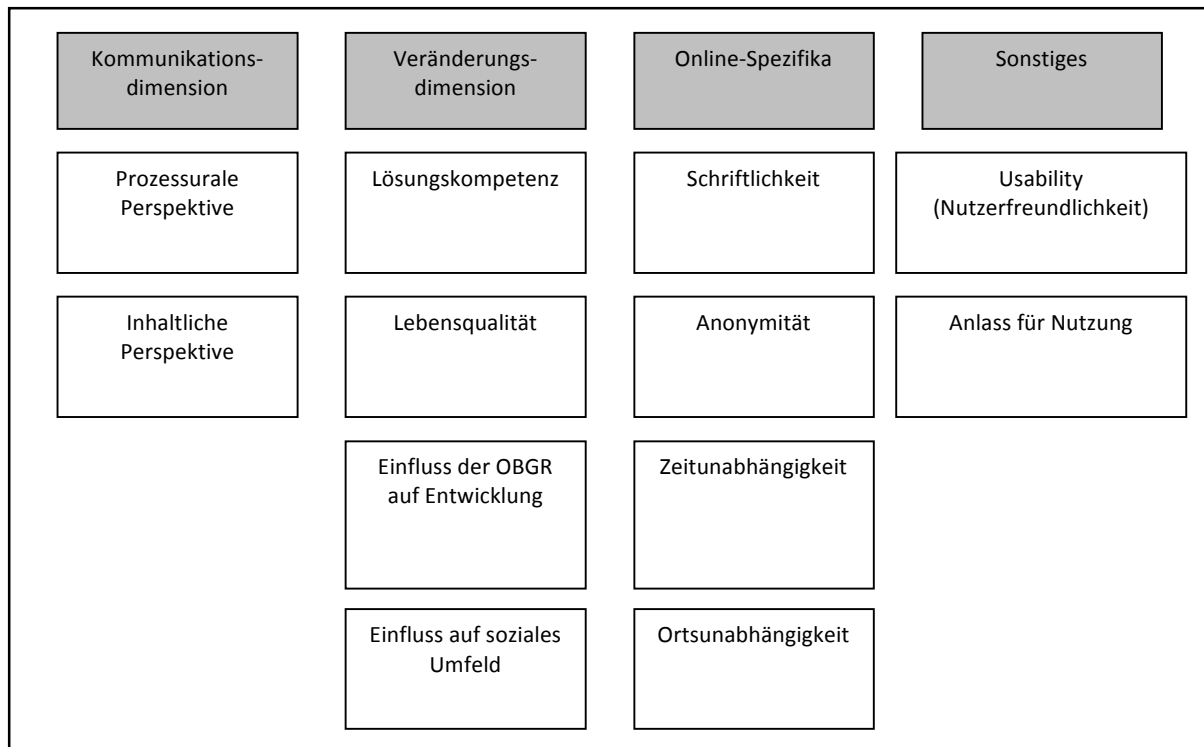 Kommunikations-
dimension
Prozessurale
Perspektive
Inhaltliche
Perspektive
Veränderungs-
dimension
Lösungskompetenz
Lebensqualität
Einfluss der OBGR
auf Entwicklung
Einfluss auf soziales
Umfeld
Online-Spezifika
Schriftlichkeit
Anonymität
Zeitunabhängigkeit
Ortsunabhängigkeit
Sonstiges
Usability
(Nutzerfreundlichkeit)
Anlass für Nutzung